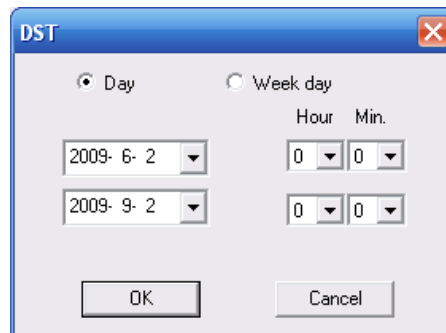 DST
Day Week day
Hour Min.
2009- 6- 2 0 0
2009- 9- 2 0 0
OK Cancel